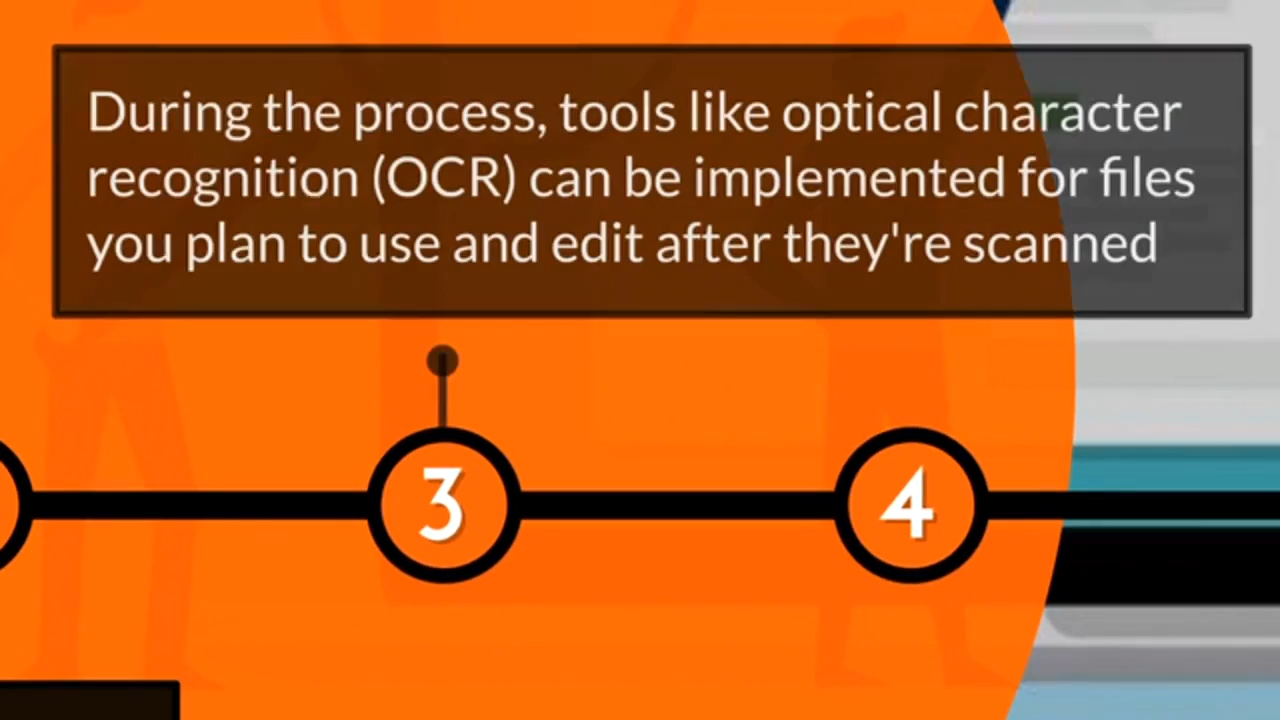 During the process, tools like optical character
recognition (OCR) can be implemented for files
you plan to use and edit after they're scanned
3
4